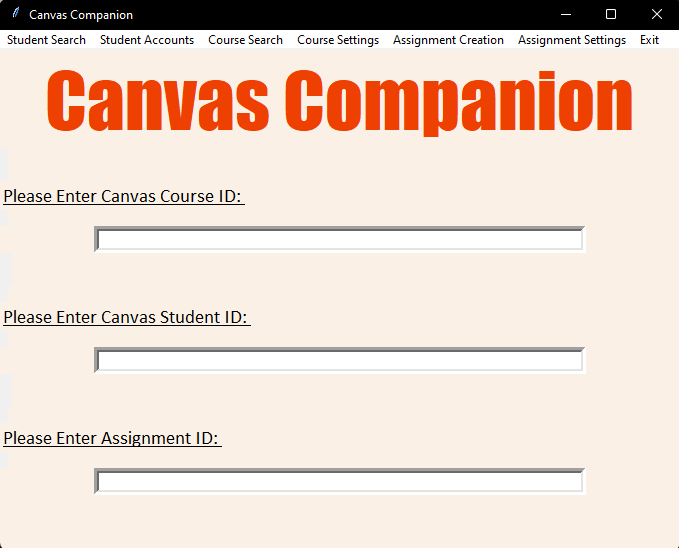 Canvas Companion
Student Search Student Accounts Course Search Course Settings Assignment Creation Assignment Settings Exit
Canvas Companion
Please Enter Canvas Course ID:
Please Enter Canvas Student ID:
Please Enter Assignment ID: